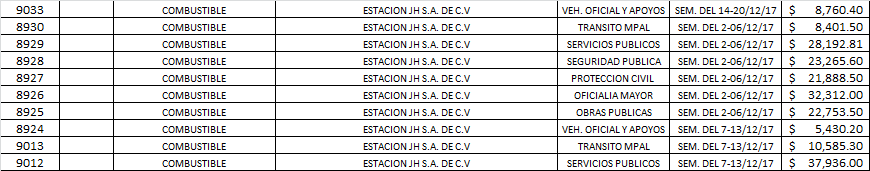 9033 COMBUSTIBLE ESTACION JH S.A. DE C.V VEH. OFICIAL Y APOYOS SEM. DEL 14-20/12/17 $ 8,760.40
8930 COMBUSTIBLE ESTACION JH S.A. DE C.V TRANSITO MPAL SEM. DEL 2-06/12/17 $ 8,401.50
8929 COMBUSTIBLE ESTACION JH S.A. DE C.V SERVICIOS PUBLICOS SEM. DEL 2-06/12/17 $ 28,192.81
8928 COMBUSTIBLE ESTACION JH S.A. DE C.V SEGURIDAD PUBLICA SEM. DEL 2-06/12/17 $ 23,265.60
8927 COMBUSTIBLE ESTACION JH S.A. DE C.V PROTECCION CIVIL SEM. DEL 2-06/12/17 $ 21,888.50
8926 COMBUSTIBLE ESTACION JH S.A. DE C.V OFICIALIA MAYOR SEM. DEL 2-06/12/17 $ 32,312.00
8925 COMBUSTIBLE ESTACION JH S.A. DE C.V OBRAS PUBLICAS SEM. DEL 2-06/12/17 $ 22,753.50
8924 COMBUSTIBLE ESTACION JH S.A. DE C.V VEH. OFICIAL Y APOYOS SEM. DEL 7-13/12/17 $ 5,430.20
9013 COMBUSTIBLE ESTACION JH S.A. DE C.V TRANSITO MPAL SEM. DEL 7-13/12/17 $ 10,585.30
9012 COMBUSTIBLE ESTACION JH S.A. DE C.V SERVICIOS PUBLICOS SEM. DEL 7-13/12/17 $ 37,936.00